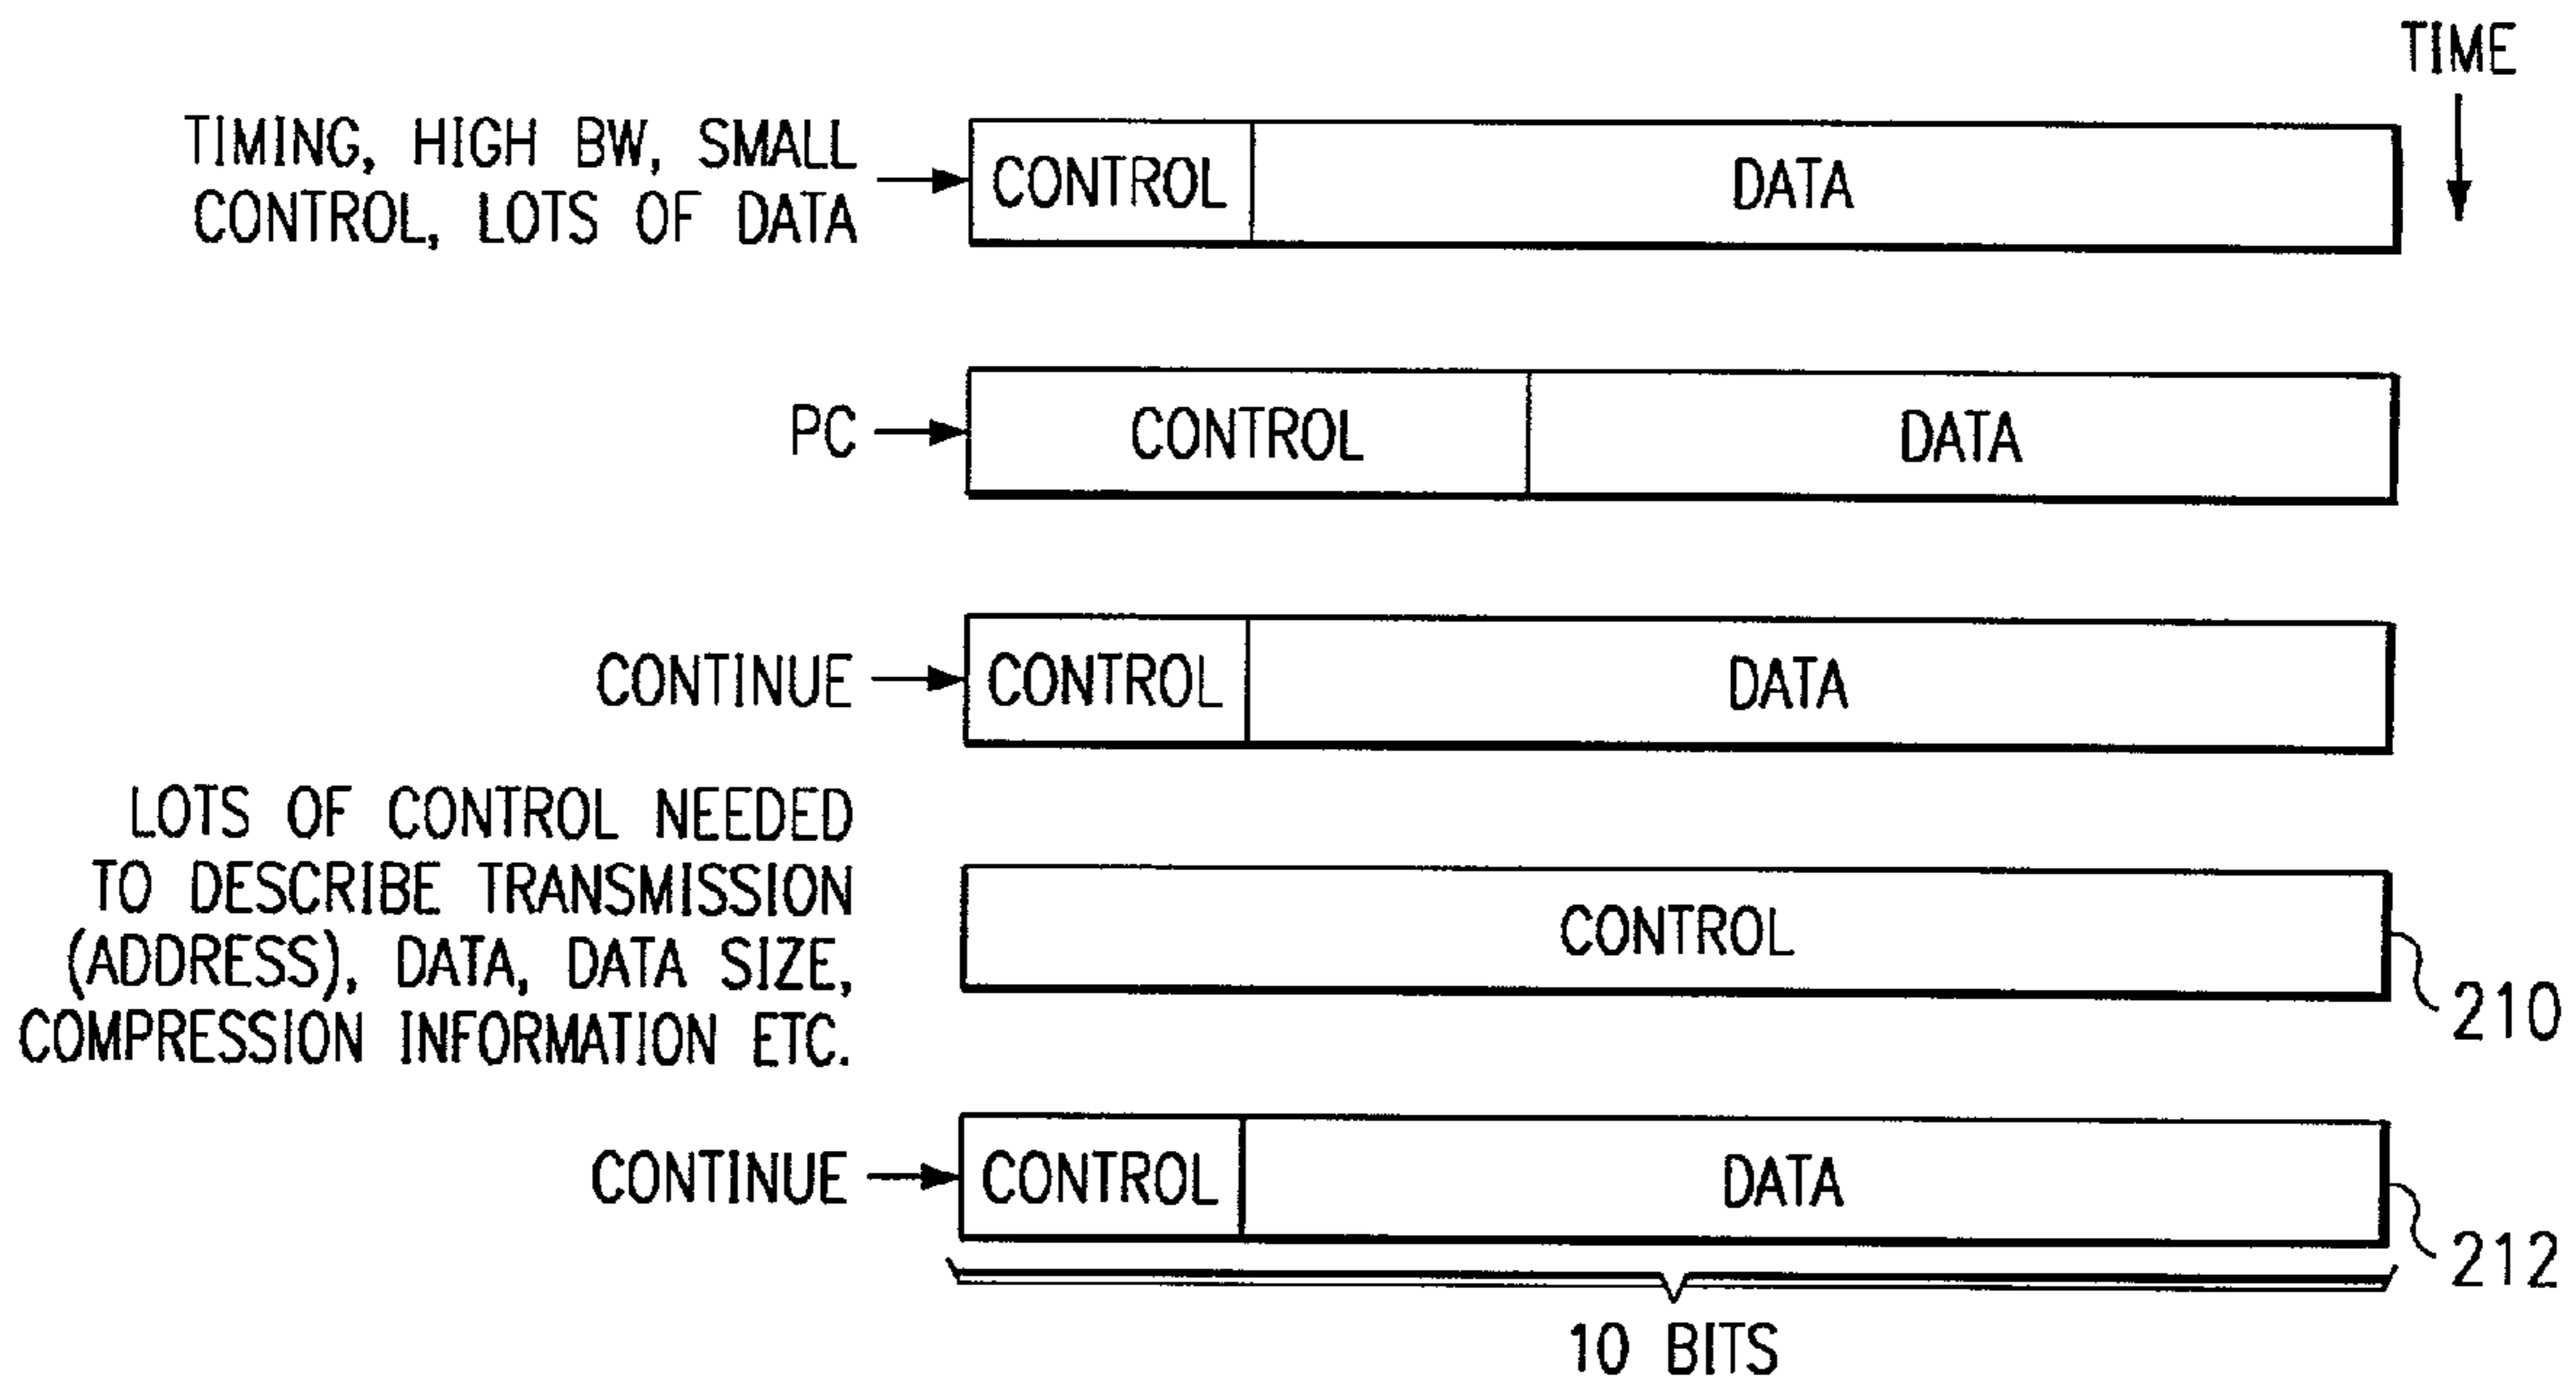 TIME
TIMING, HIGH BW, SMALL
CONTROL, LOTS OF DATA
CONTROL
DATA
PC
CONTROL
DATA
CONTINUE
CONTROL
DATA
LOTS OF CONTROL NEEDED
TO DESCRIBE TRANSMISSION
(ADDRESS), DATA, DATA SIZE,
COMPRESSION INFORMATION ETC.
CONTROL
210
CONTINUE
CONTROL
DATA
212
10 BITS